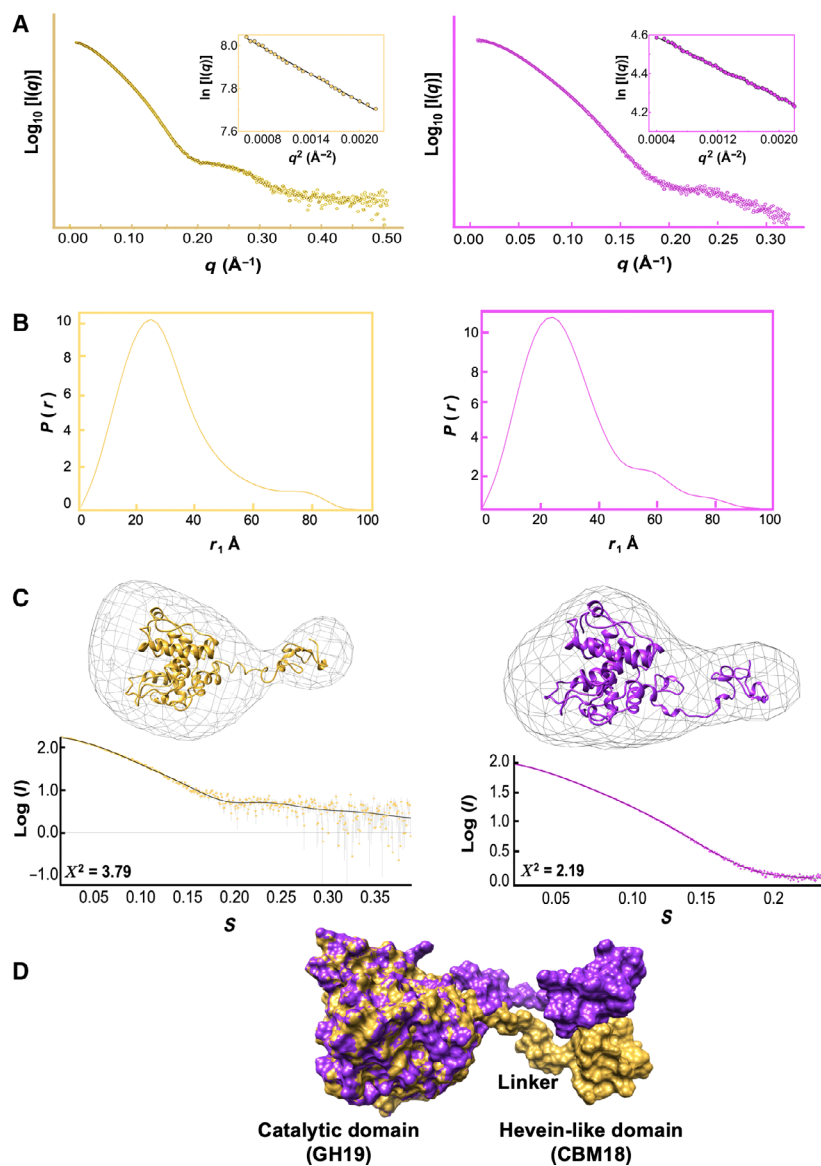 A
Log10 [I(q)]
8.0
7.8
7.6
ln [I(q)]
0.0008 0.0014 0.0020
q2 (Å−2)
0.00 0.10 0.20 0.30 0.40 0.50
q (Å−1)
Log10 [I(q)]
4.6
4.4
4.2
ln [I(q)]
0.0004 0.0012 0.0020
q2 (Å−2)
0.00 0.05 0.10 0.15 0.20 0.25 0.30
q (Å−1)
B
10
8
6
4
2
0
P (r)
0 20 40 60 80 100
r1 Å
10
8
6
4
2
P (r)
0 20 40 60 80 100
r1 Å
C
2.0
1.0
0.0
−1.0
Log (I)
X2 = 3.79
0.05 0.10 0.15 0.20 0.25 0.30 0.35
S
2.0
1.5
1.0
0.5
0.0
Log (I)
X2 = 2.19
0.05 0.10 0.15 0.2
S
D
Linker
Catalytic domain
(GH19)
Hevein-like domain
(CBM18)